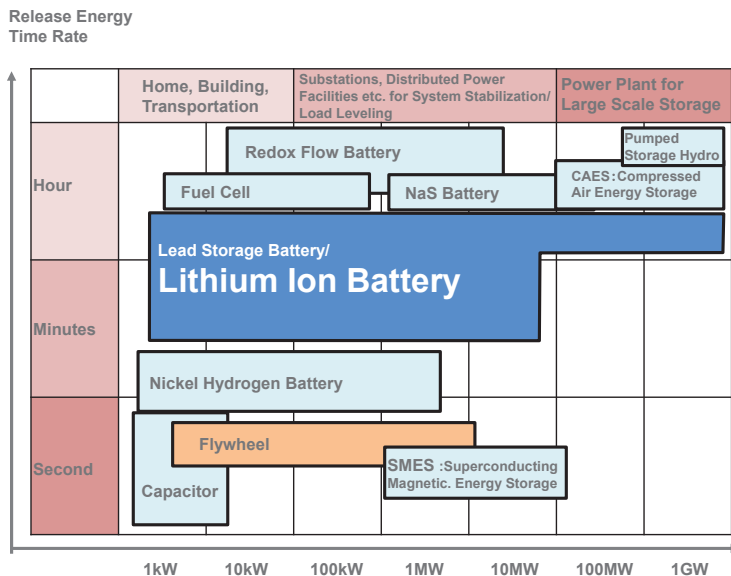 Release Energy
Time Rate
Home, Building,
Transportation
Substations, Distributed Power
Facilities etc. for System Stabilization/
Load Leveling
Power Plant for
Large Scale Storage
Hour
Redox Flow Battery
Pumped
Storage Hydro
Fuel Cell
NaS Battery
CAES:Compressed
Air Energy Storage
Lead Storage Battery/
Lithium Ion Battery
Minutes
Nickel Hydrogen Battery
Second
Flywheel
Capacitor
SMES :Superconducting
Magnetic. Energy Storage
1kW 10kW 100kW 1MW 10MW 100MW 1GW